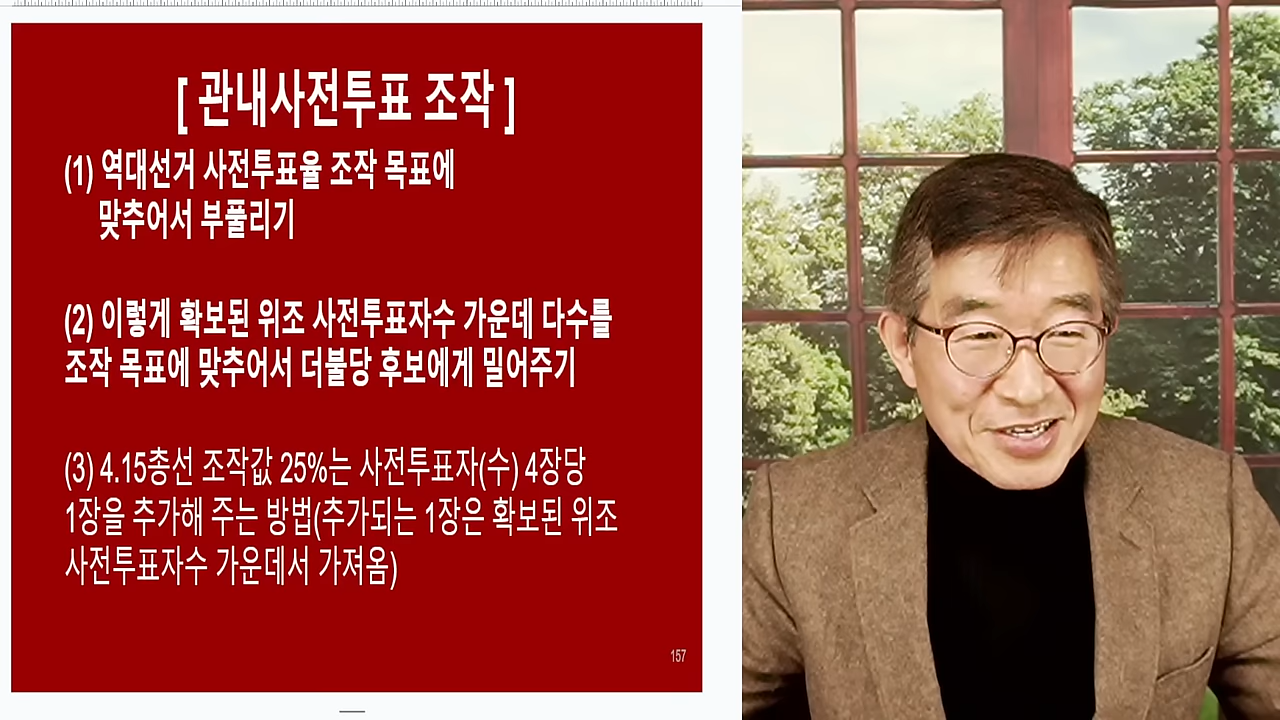 [ 관내사전투표 조작 ]
(1) 역대선거 사전투표율 조작 목표에
맞추어서 부풀리기
(2) 이렇게 확보된 위조 사전투표자수 가운데 다수를
조작 목표에 맞추어서 더불당 후보에게 밀어주기
(3) 4.15총선 조작값 25%는 사전투표자(수) 4장당
1장을 추가해 주는 방법(추가되는 1장은 확보된 위조
사전투표자수 가운데서 가져옴)
157